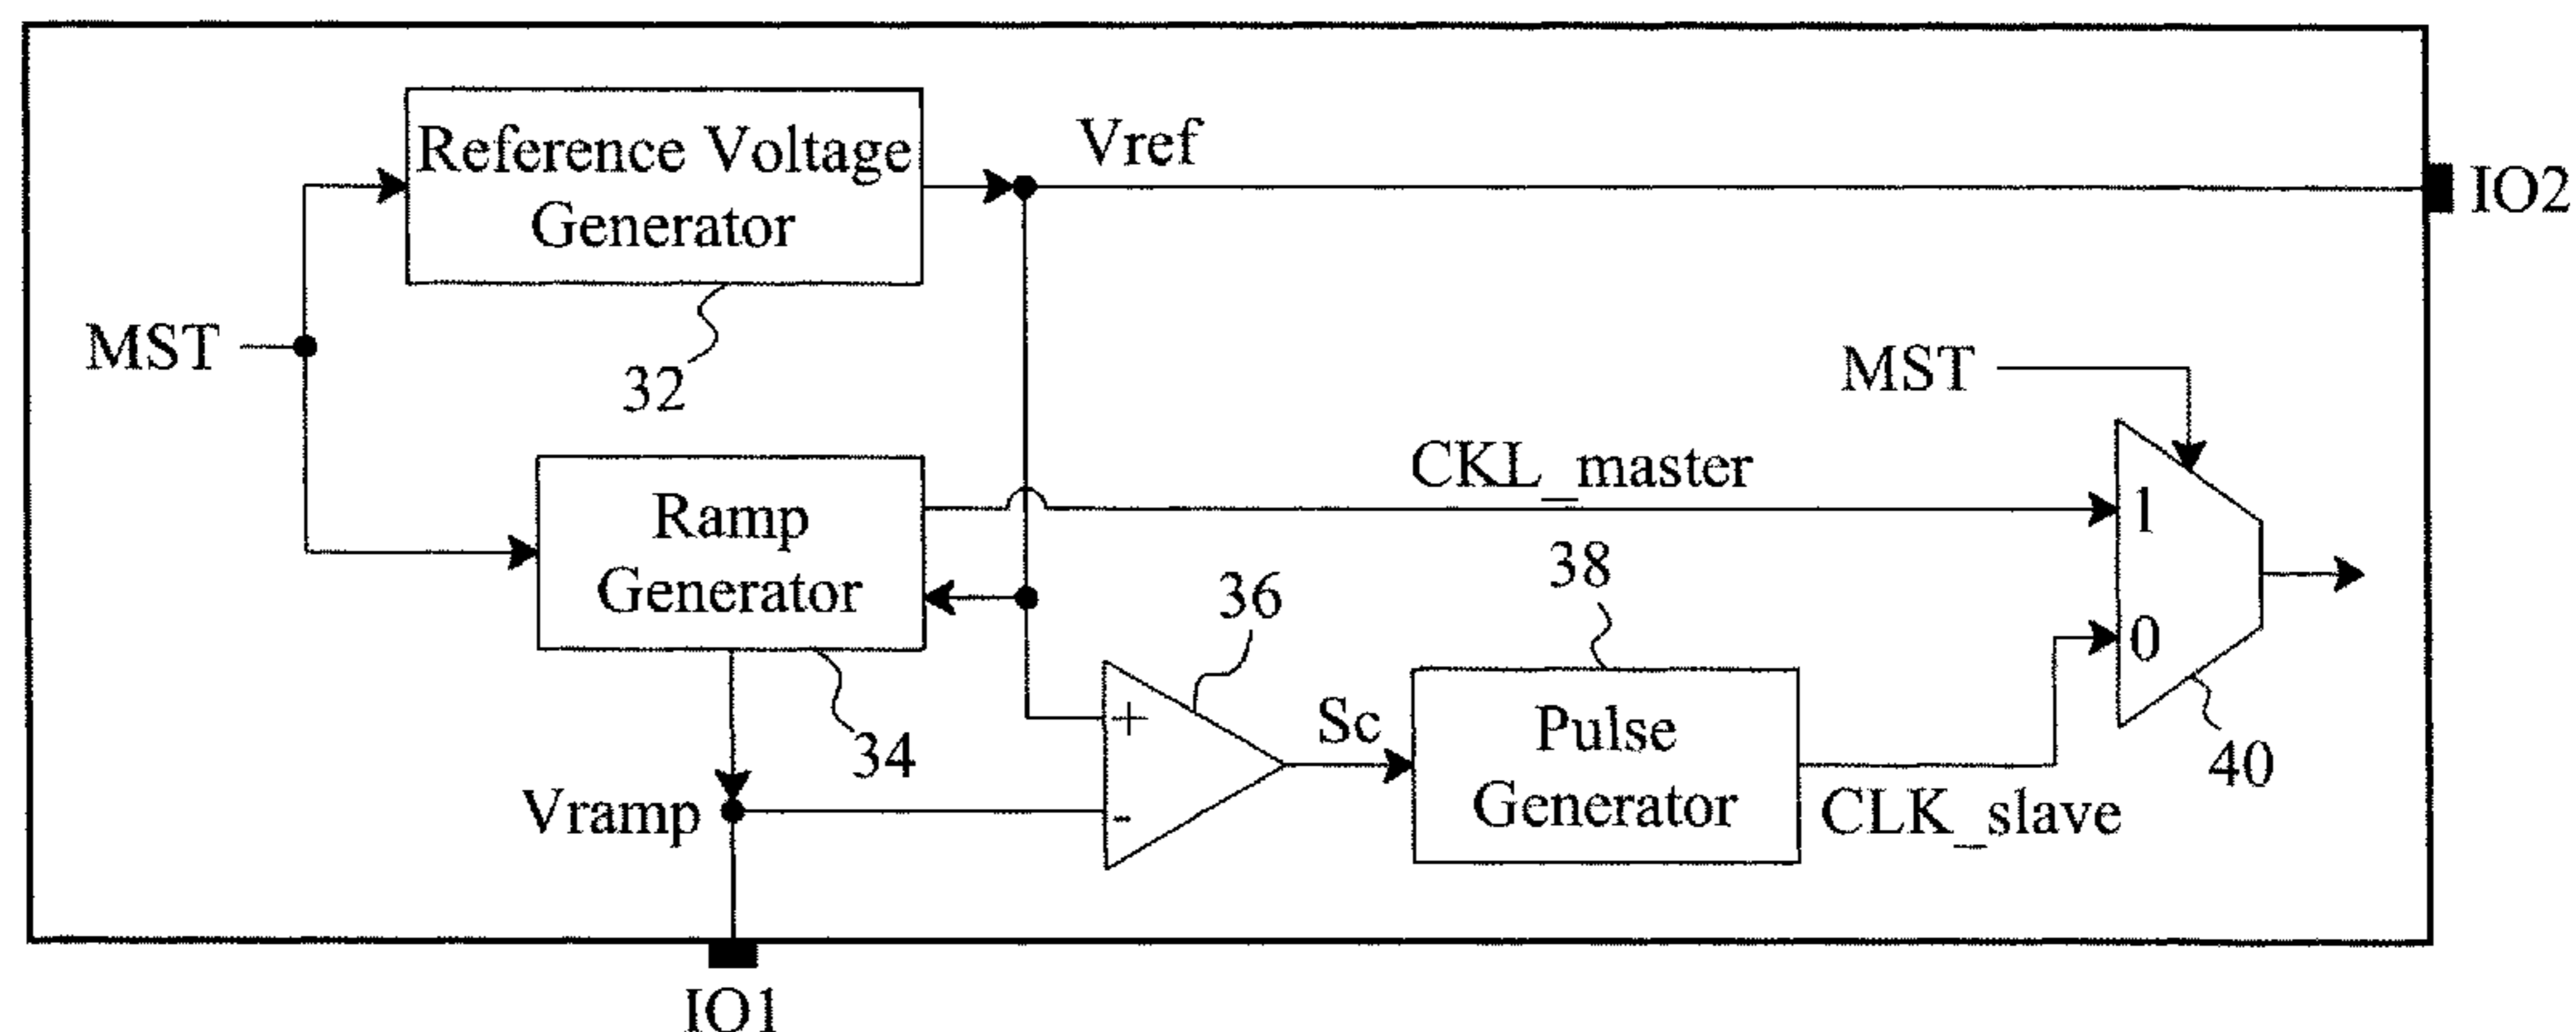 Reference Voltage
Generator
Vref
IO2
MST
32
MST
CKL_master
1
Ramp
Generator
38
36
0
Sc
Pulse
Generator
34
40
Vramp
+
-
CLK_slave
IO1